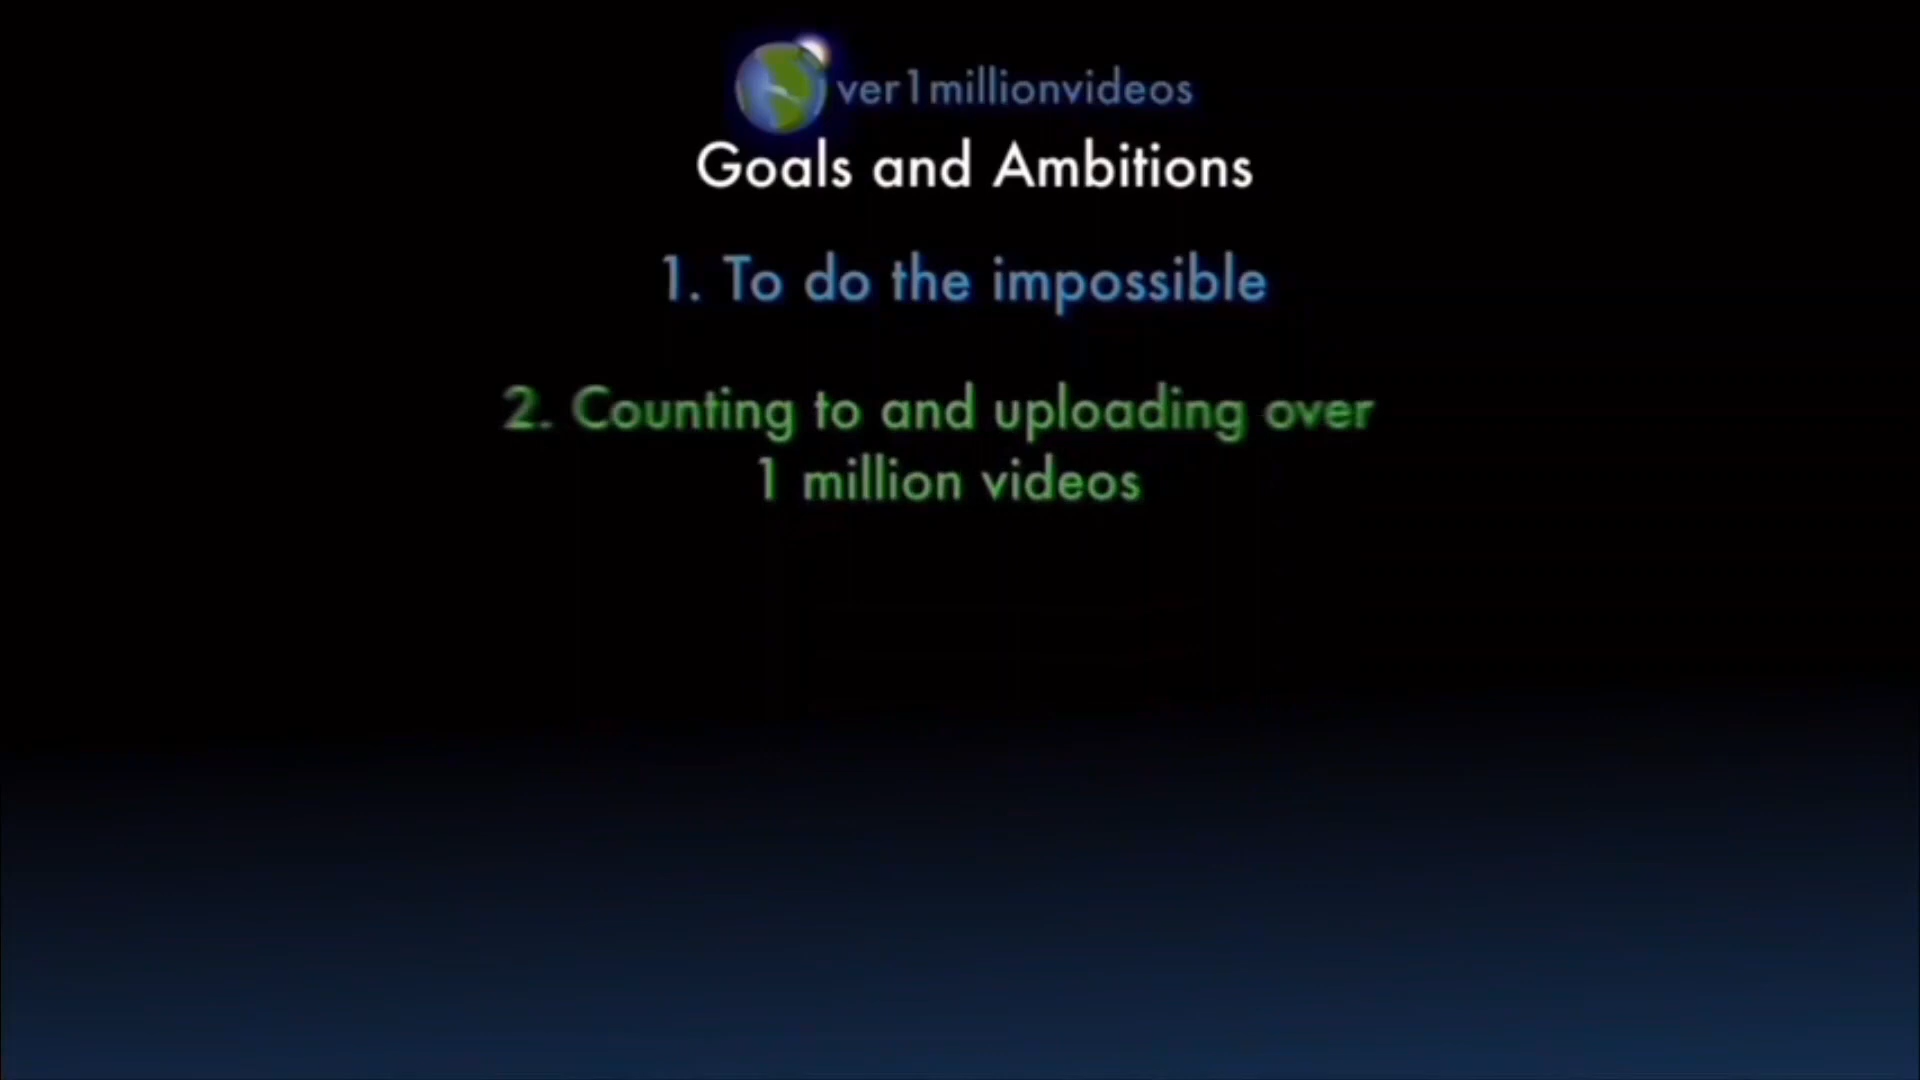 ver1millionvideos
Goals and Ambitions
1. To do the impossible
2. Counting to and uploading over
1 million videos